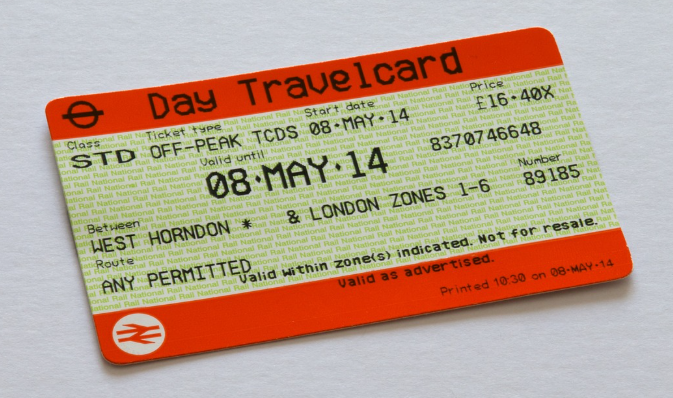 Day Travelcard
Class Ticket type Start date Price
STD OFF-PEAK TCDS 08·MAY·14 £16·40X
Valid until
08·MAY·14 8370746648
Between Number
WEST HORNDON * & LONDON ZONES 1-6 89185
Route
ANY PERMITTED Valid within zone(s) indicated. Not for resale.
Valid as advertised.
Printed 10:30 on 08·MAY·14